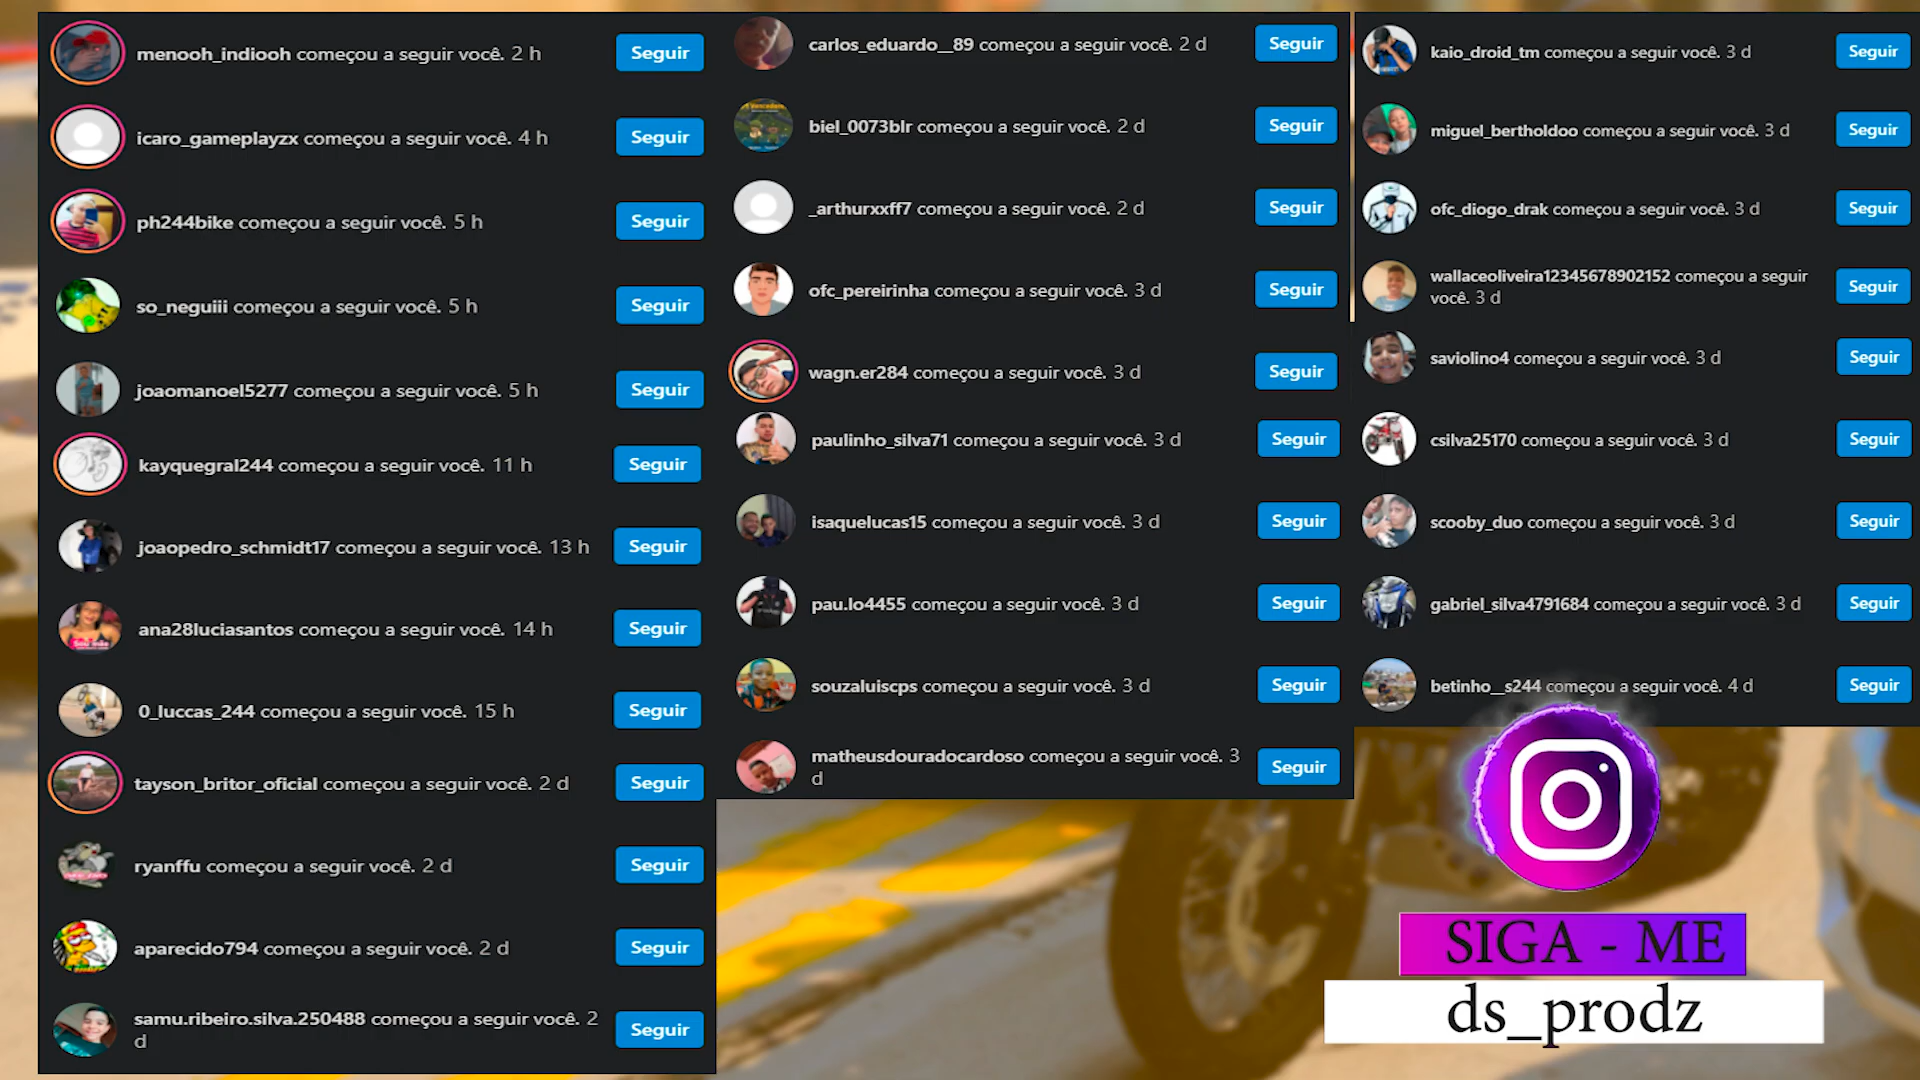 menooh_indiooh começou a seguir você. 2 h
Seguir
icaro_gameplayzx começou a seguir você. 4 h
Seguir
ph244bike começou a seguir você. 5 h
Seguir
so_neguiii começou a seguir você. 5 h
Seguir
joaomanoel5277 começou a seguir você. 5 h
Seguir
kayquegral244 começou a seguir você. 11 h
Seguir
joaopedro_schmidt17 começou a seguir você. 13 h
Seguir
ana28luciasantos começou a seguir você. 14 h
Seguir
0_luccas_244 começou a seguir você. 15 h
Seguir
tayson_britor_oficial começou a seguir você. 2 d
Seguir
ryanffu começou a seguir você. 2 d
Seguir
aparecido794 começou a seguir você. 2 d
Seguir
samu.ribeiro.silva.250488 começou a seguir você. 2
d
Seguir
carlos_eduardo__89 começou a seguir você. 2 d
Seguir
biel_0073blr começou a seguir você. 2 d
Seguir
_arthurxxff7 começou a seguir você. 2 d
Seguir
ofc_pereirinha começou a seguir você. 3 d
Seguir
wagn.er284 começou a seguir você. 3 d
Seguir
paulinho_silva71 começou a seguir você. 3 d
Seguir
isaquelucas15 começou a seguir você. 3 d
Seguir
pau.lo4455 começou a seguir você. 3 d
Seguir
souzaluiscps começou a seguir você. 3 d
Seguir
matheusdouradocardoso começou a seguir você. 3
d
Seguir
kaio_droid_tm começou a seguir você. 3 d
Seguir
miguel_bertholdoo começou a seguir você. 3 d
Seguir
ofc_diogo_drak começou a seguir você. 3 d
Seguir
wallaceoliveira12345678902152 começou a seguir
você. 3 d
Seguir
saviolino4 começou a seguir você. 3 d
Seguir
csilva25170 começou a seguir você. 3 d
Seguir
scooby_duo começou a seguir você. 3 d
Seguir
gabriel_silva4791684 começou a seguir você. 3 d
Seguir
betinho__s244 começou a seguir você. 4 d
Seguir
SIGA - ME
ds_prodz